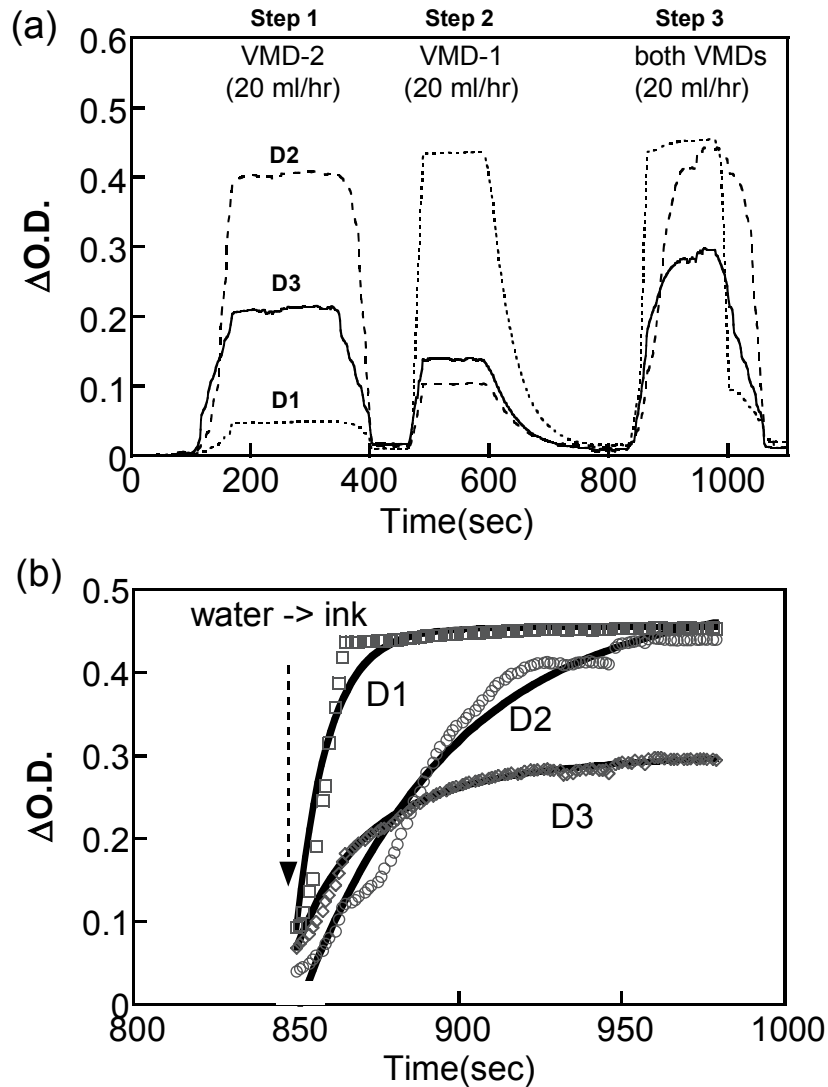 (a)
Step 1 Step 2 Step 3
0.6
VMD-2 VMD-1 both VMDs
(20 ml/hr) (20 ml/hr) (20 ml/hr)
0.5
D2
0.4
ΔO.D.
0.3
D3
0.2
0.1
D1
0
0 200 400 600 800 1000
Time(sec)
(b)
0.5
water -> ink
0.4
D1
D2
ΔO.D.
0.3
D3
0.2
0.1
0
800 850 900 950 1000
Time(sec)